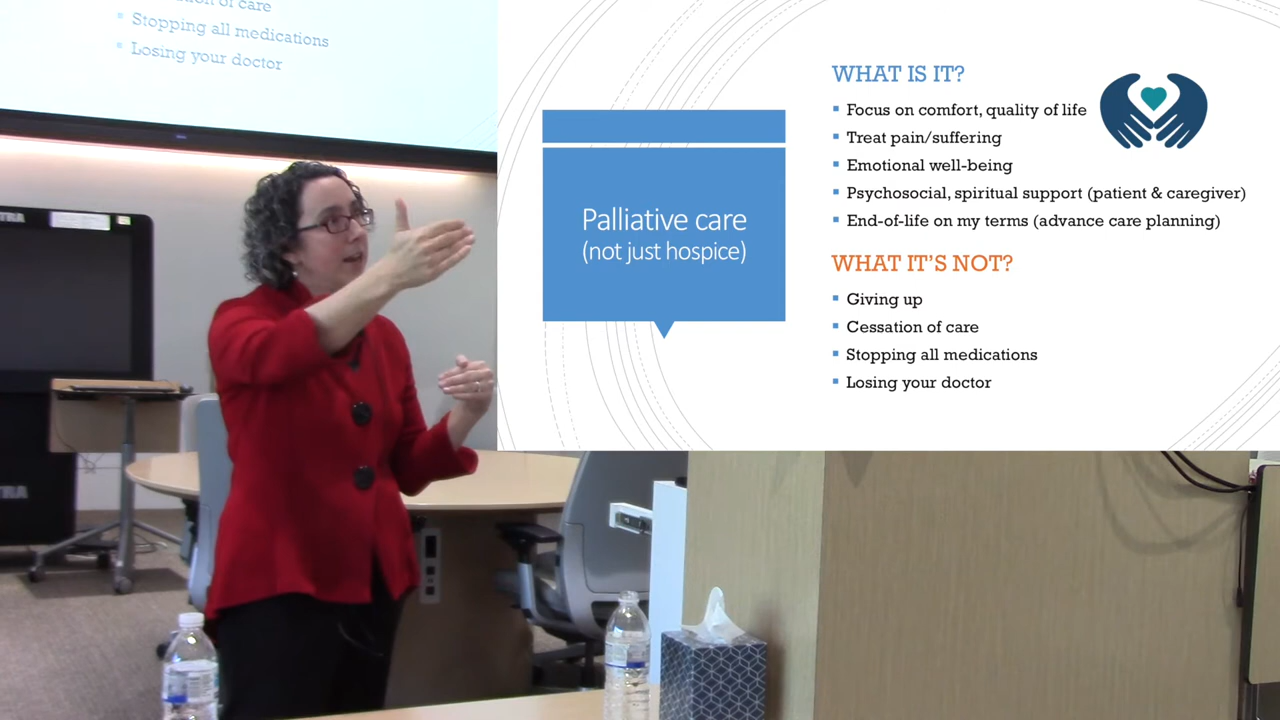 of care
Stopping all medications
Losing your doctor
Palliative care
(not just hospice)
WHAT IS IT?
Focus on comfort, quality of life
Treat pain/suffering
Emotional well-being
Psychosocial, spiritual support (patient & caregiver)
End-of-life on my terms (advance care planning)
WHAT IT'S NOT?
Giving up
Cessation of care
Stopping all medications
Losing your doctor